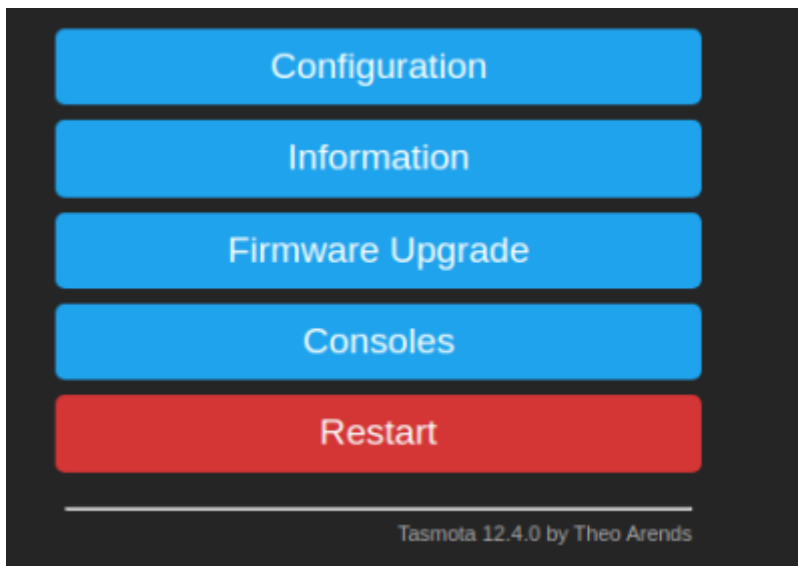 Configuration
Information
Firmware Upgrade
Consoles
Restart
Tasmota 12.4.0 by Theo Arends